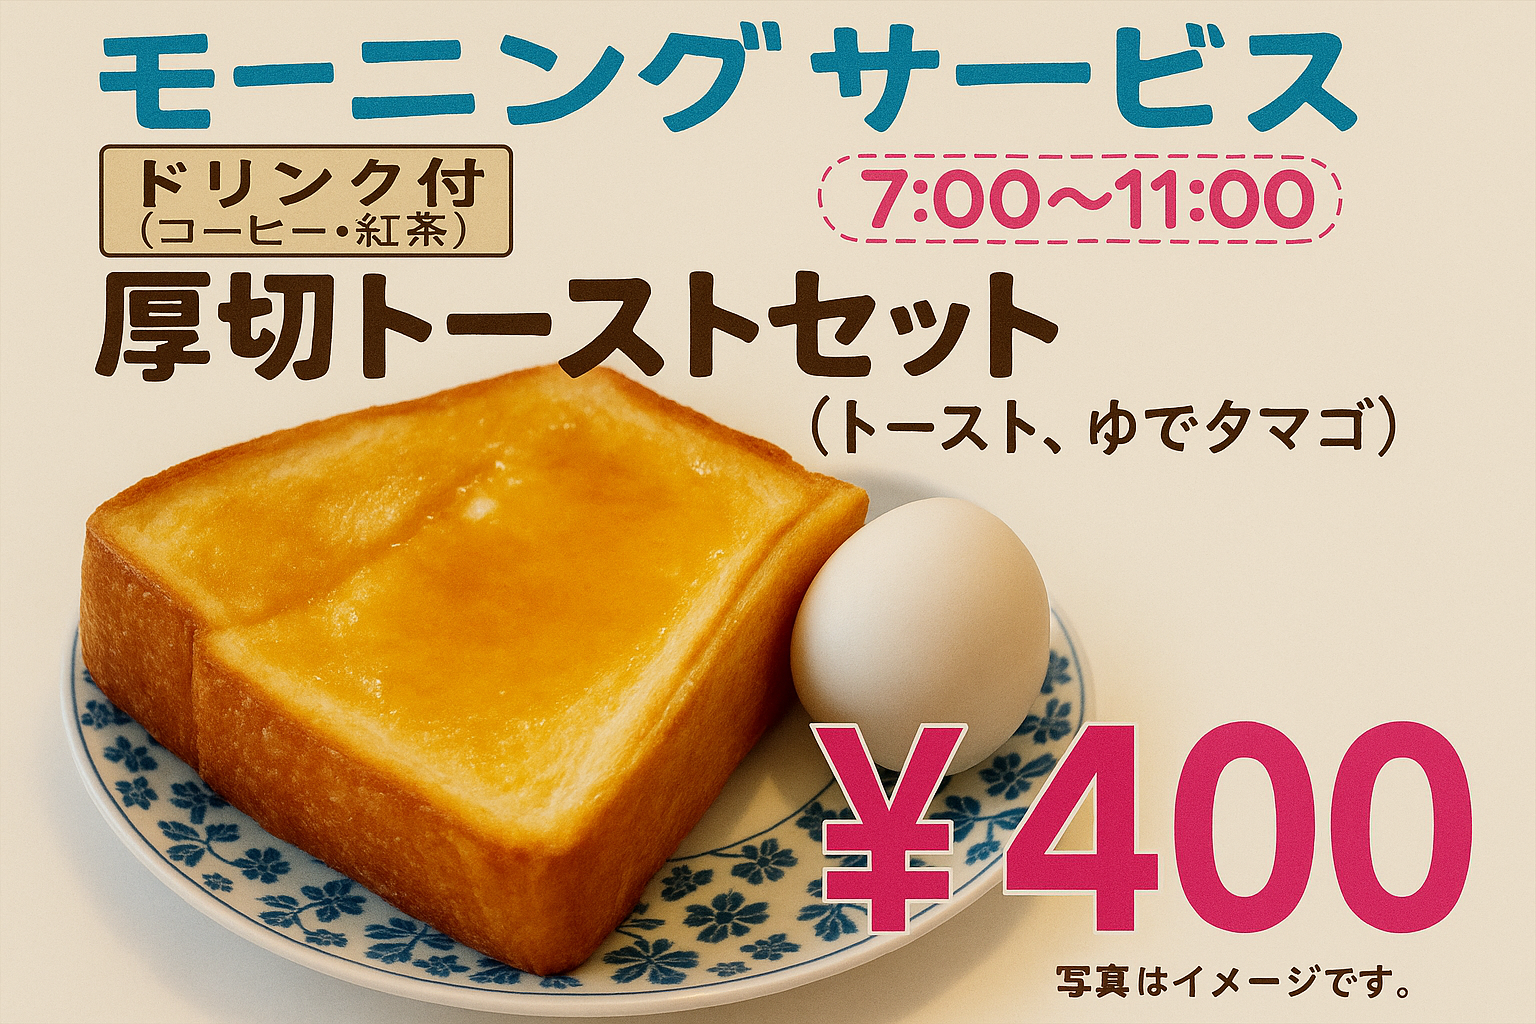 モーニング サービス
ドリンク付
（コーヒー・紅茶）
7:00〜11:00
厚切トーストセット
（トースト、ゆでタマゴ）
¥400
写真はイメージです。